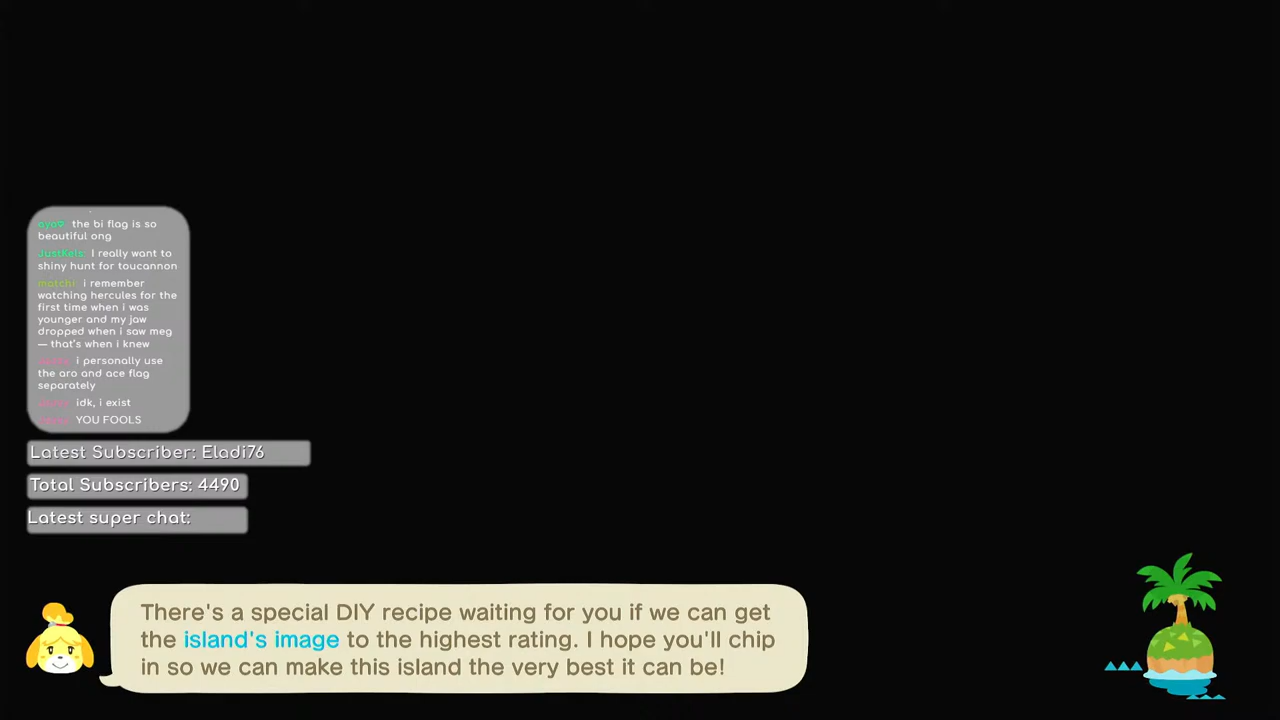 aya♡ the bi flag is so
beautiful ong
JustKels I really want to
shiny hunt for toucannon
matchi i remember
watching hercules for the
first time when i was
younger and my jaw
dropped when i saw meg
— that's when i knew
i personally use
the aro and ace flag
separately
idk, i exist
YOU FOOLS
Latest Subscriber: Eladi76
Total Subscribers: 4490
Latest super chat:
There's a special DIY recipe waiting for you if we can get
the island's image to the highest rating. I hope you'll chip
in so we can make this island the very best it can be!